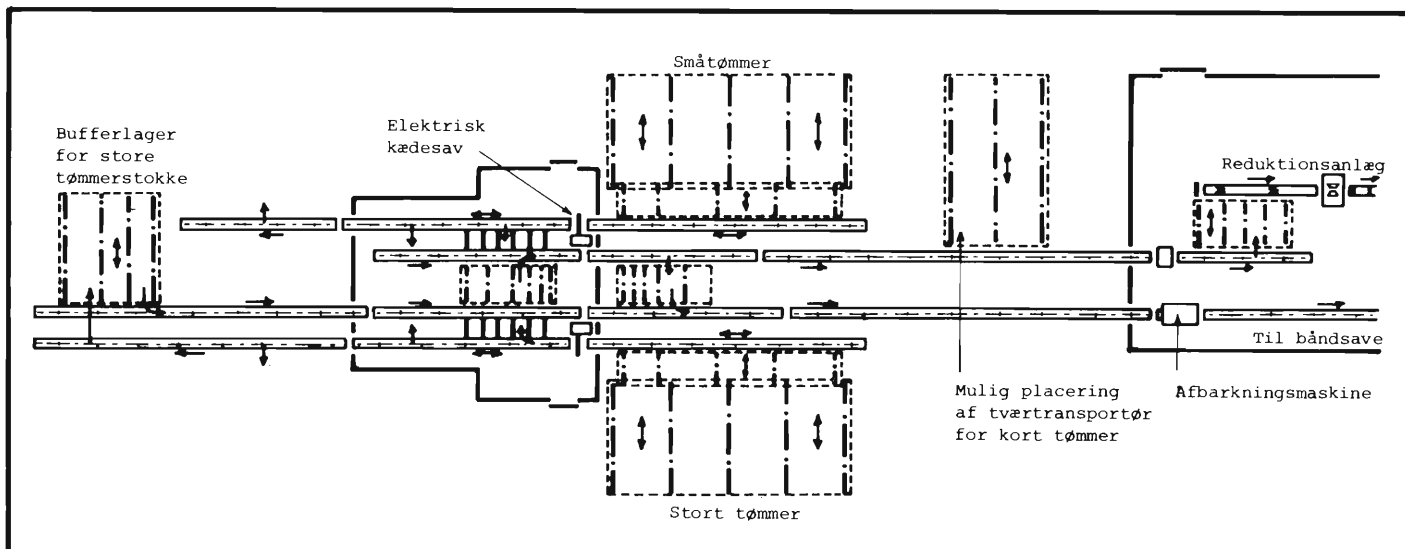 Småtømmer
Bufferlager
for store
tømmerstokke
Elektrisk
kædesav
Reduktionsanlæg
Til båndsave
Mulig placering
af tværtransportør
for kort tømmer
Afbarkningsmaskine
Stort tømmer